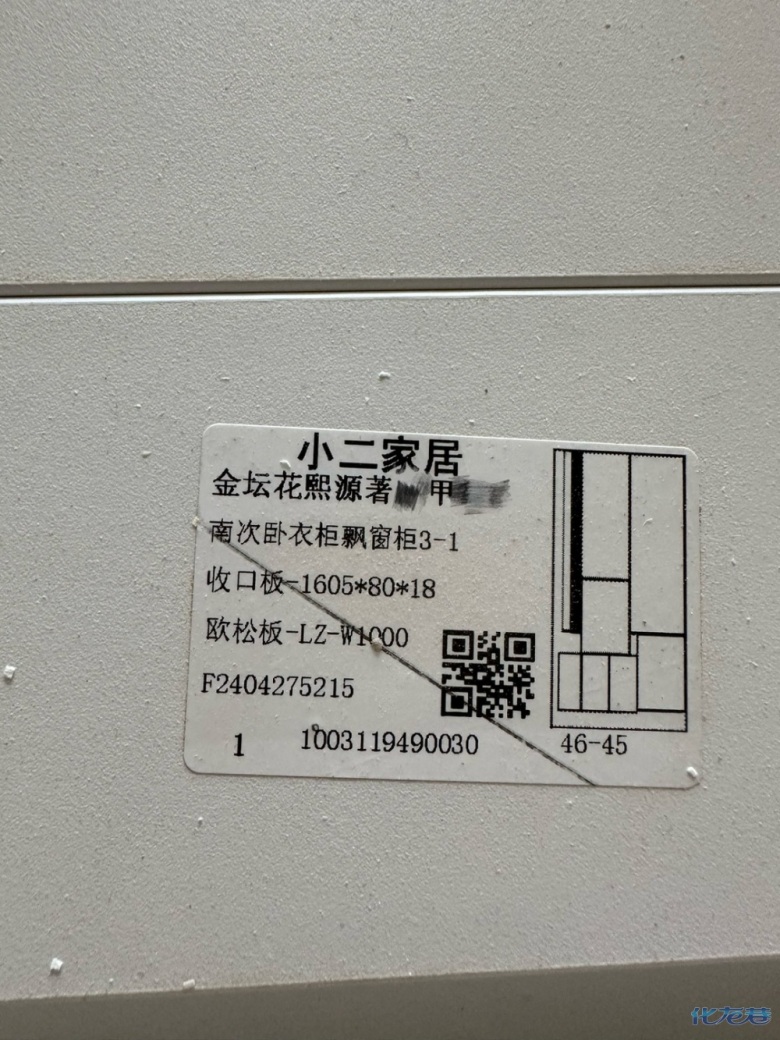 小二家居
金坛花熙源著 甲
南次卧衣柜飘窗柜3-1
收口板-1605*80*18
欧松板-LZ-W1000
F2404275215
1 1003119490030
46-45
化龙巷